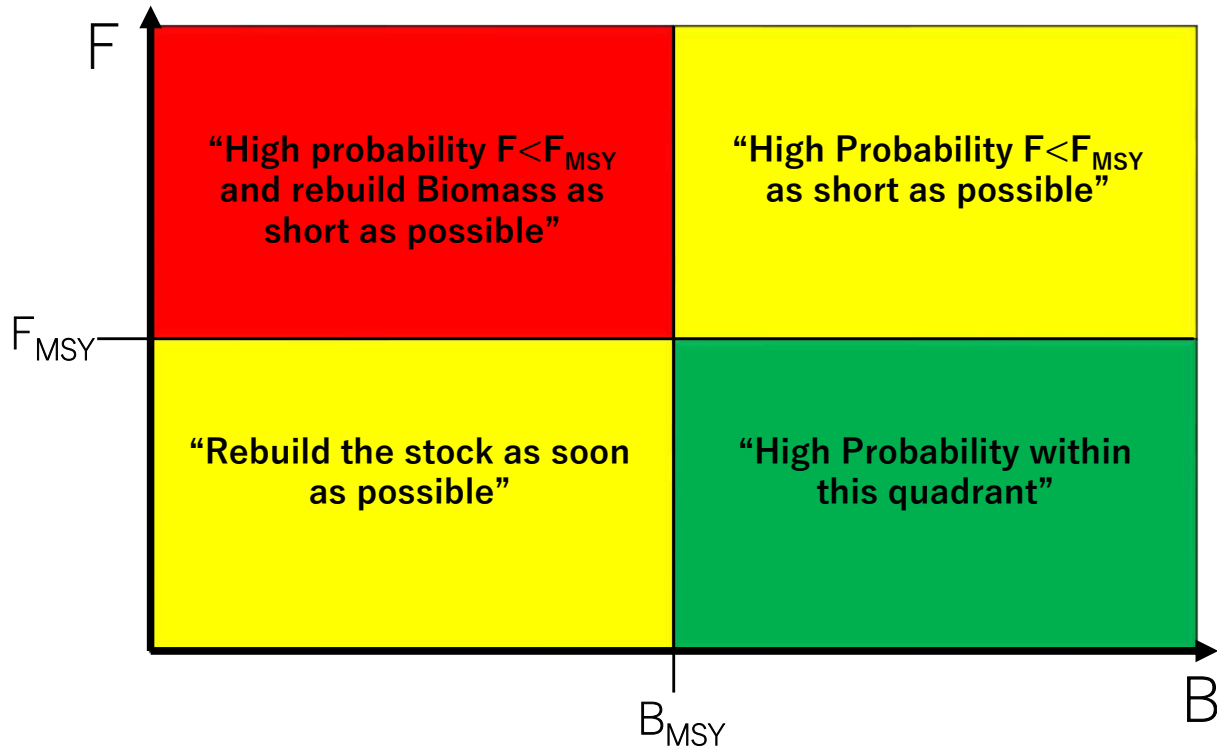 F
“High probability F<FMSY
and rebuild Biomass as
short as possible”
“High Probability F<FMSY
as short as possible”
FMSY
“Rebuild the stock as soon
as possible”
“High Probability within
this quadrant”
B
BMSY